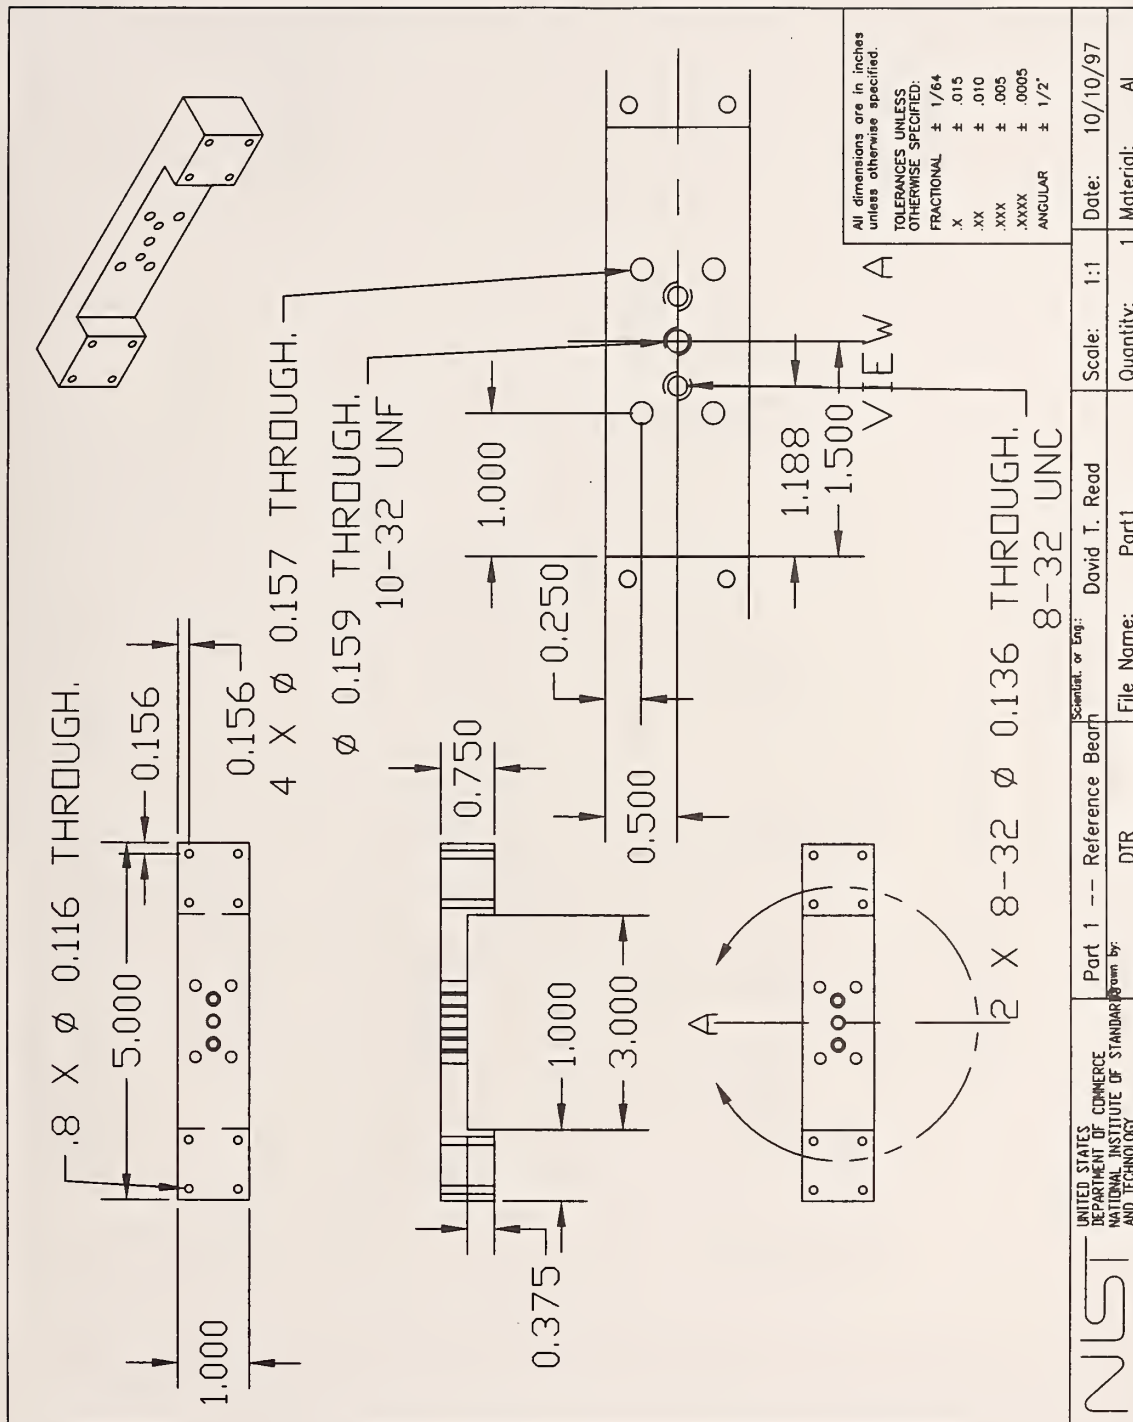 .8 X Ø 0.116 THROUGH.
5.000
0.156
0.156
1.000
4 X Ø 0.157 THROUGH.
Ø 0.159 THROUGH.
10-32 UNF
0.750
0.375
1.000
3.000
0.250
0.500
1.000
1.188
1.500
VIEW A
A
2 X 8-32 Ø 0.136 THROUGH.
8-32 UNC
All dimensions are in inches
unless otherwise specified.
TOLERANCES UNLESS
OTHERWISE SPECIFIED:
FRACTIONAL ± 1/64
.X ± .015
.XX ± .010
.XXX ± .005
.XXXX ± .0005
ANGULAR ± 1/2°
NIST
UNITED STATES
DEPARTMENT OF COMMERCE
NATIONAL INSTITUTE OF STANDARDS
AND TECHNOLOGY
Part 1 -- Reference Beam
Scientist. or Eng.:
David T. Read
Scale: 1:1
Date: 10/10/97
Drawn by:
DTR
File Name: Part1
Quantity: 1
Material: Al